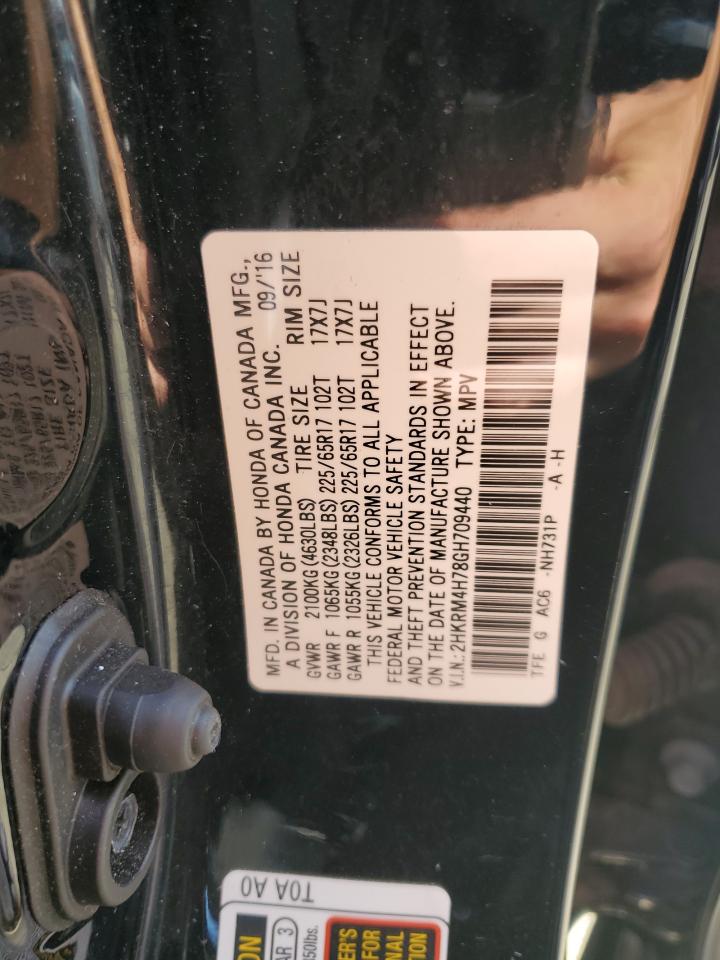 MFD. IN CANADA BY HONDA OF CANADA MFG.,
A DIVISION OF HONDA CANADA INC. 09/'16
GVWR 2100KG(4630LBS) TIRE SIZE RIM SIZE
GAWR F 1065KG(2348LBS) 225/65R17 102T 17X7J
GAWR R 1055KG(2326LBS) 225/65R17 102T 17X7J
THIS VEHICLE CONFORMS TO ALL APPLICABLE
FEDERAL MOTOR VEHICLE SAFETY
AND THEFT PREVENTION STANDARDS IN EFFECT
ON THE DATE OF MANUFACTURE SHOWN ABOVE.
V.I.N.: 2HKRM4H78GH709440 TYPE: MPV
TFE G AC6 -NH731P -A -H
T0A A0
3